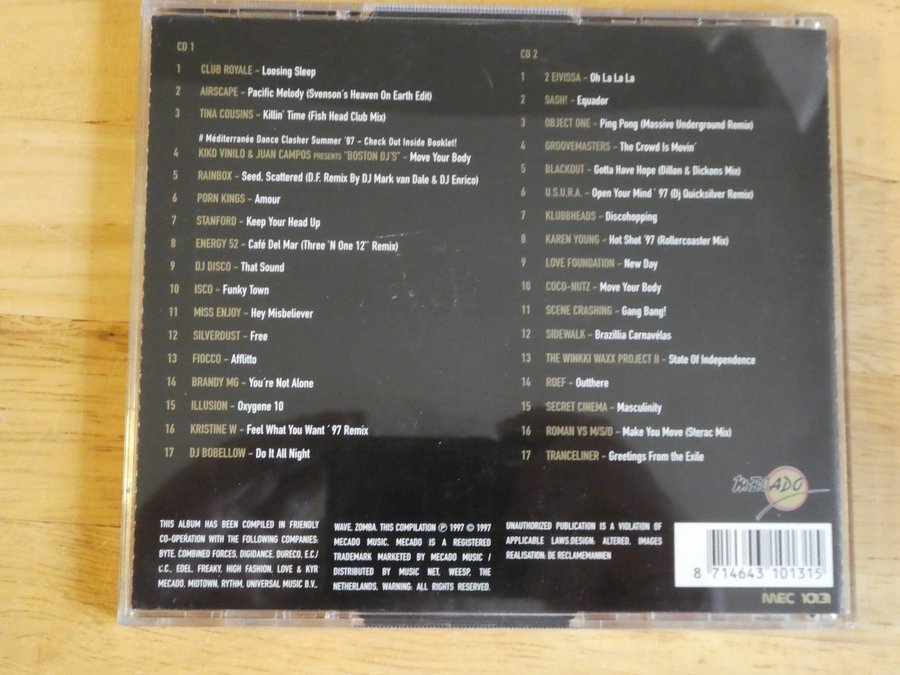 CD 1
1 CLUB ROYALE - Loosing Sleep
2 AIRSCAPE - Pacific Melody (Svenson´s Heaven On Earth Edit)
3 TINA COUSINS - Killin´ Time (Fish Head Club Mix)
# Méditerranée Dance Clasher Summer ´97 - Check Out Inside Booklet!
4 KIKO VINILO & JUAN CAMPOS PRESENTS "BOSTON DJ´S" - Move Your Body
5 RAINBOX - Seed, Scattered (D.F. Remix By DJ Mark van Dale & DJ Enrico)
6 PORN KINGS - Amour
7 STANFORD - Keep Your Head Up
8 ENERGY 52 - Café Del Mar (Three ´N One 12" Remix)
9 DJ DISCO - That Sound
10 ISCO - Funky Town
11 MISS ENJOY - Hey Misbeliever
12 SILVERDUST - Free
13 FIOCCO - Afflitto
14 BRANDY MG - You´re Not Alone
15 ILLUSION - Oxygene 10
16 KRISTINE W - Feel What You Want ´97 Remix
17 DJ BOBELLOW - Do It All Night
CD 2
1 2 EIVISSA - Oh La La La
2 SASH! - Equador
3 OBJECT ONE - Ping Pong (Massive Underground Remix)
4 GROOVEMASTERS - The Crowd Is Movin´
5 BLACKOUT - Gotta Have Hope (Dillon & Dickons Mix)
6 U.S.U.R.A. - Open Your Mind ´97 (Dj Quicksilver Remix)
7 KLUBBHEADS - Discohopping
8 KAREN YOUNG - Hot Shot ´97 (Rollercoaster Mix)
9 LOVE FOUNDATION - New Day
10 COCO-NUTZ - Move Your Body
11 SCENE CRASHING - Gang Bang!
12 SIDEWALK - Brazillia Carnavélas
13 THE WINKKI WAXX PROJECT II - State Of Independence
14 ROEF - Outthere
15 SECRET CINEMA - Masculinity
16 ROMAN VS M/S/O - Make You Move (Sterac Mix)
17 TRANCELINER - Greetings From the Exile
MECADO
THIS ALBUM HAS BEEN COMPILED IN FRIENDLY
CO-OPERATION WITH THE FOLLOWING COMPANIES:
BYTE, COMBINED FORCES, DIGIDANCE, DURECO, E.C./
C.C., EDEL, FREAKY, HIGH FASHION, LOVE & KYR
MECADO, MIDTOWN, RYTHM, UNIVERSAL MUSIC B.V.,
WAVE, ZOMBA. THIS COMPILATION ℗ 1997 © 1997
MECADO MUSIC, MECADO IS A REGISTERED
TRADEMARK MARKETED BY MECADO MUSIC /
DISTRIBUTED BY MUSIC NET, WEESP, THE
NETHERLANDS, WARNING: ALL RIGHTS RESERVED.
UNAUTHORIZED PUBLICATION IS A VIOLATION OF
APPLICABLE LAWS.DESIGN: ALTERED, IMAGES
REALISATION: DE RECLAMEMANNEN
8 714643 101315
MEC 10131